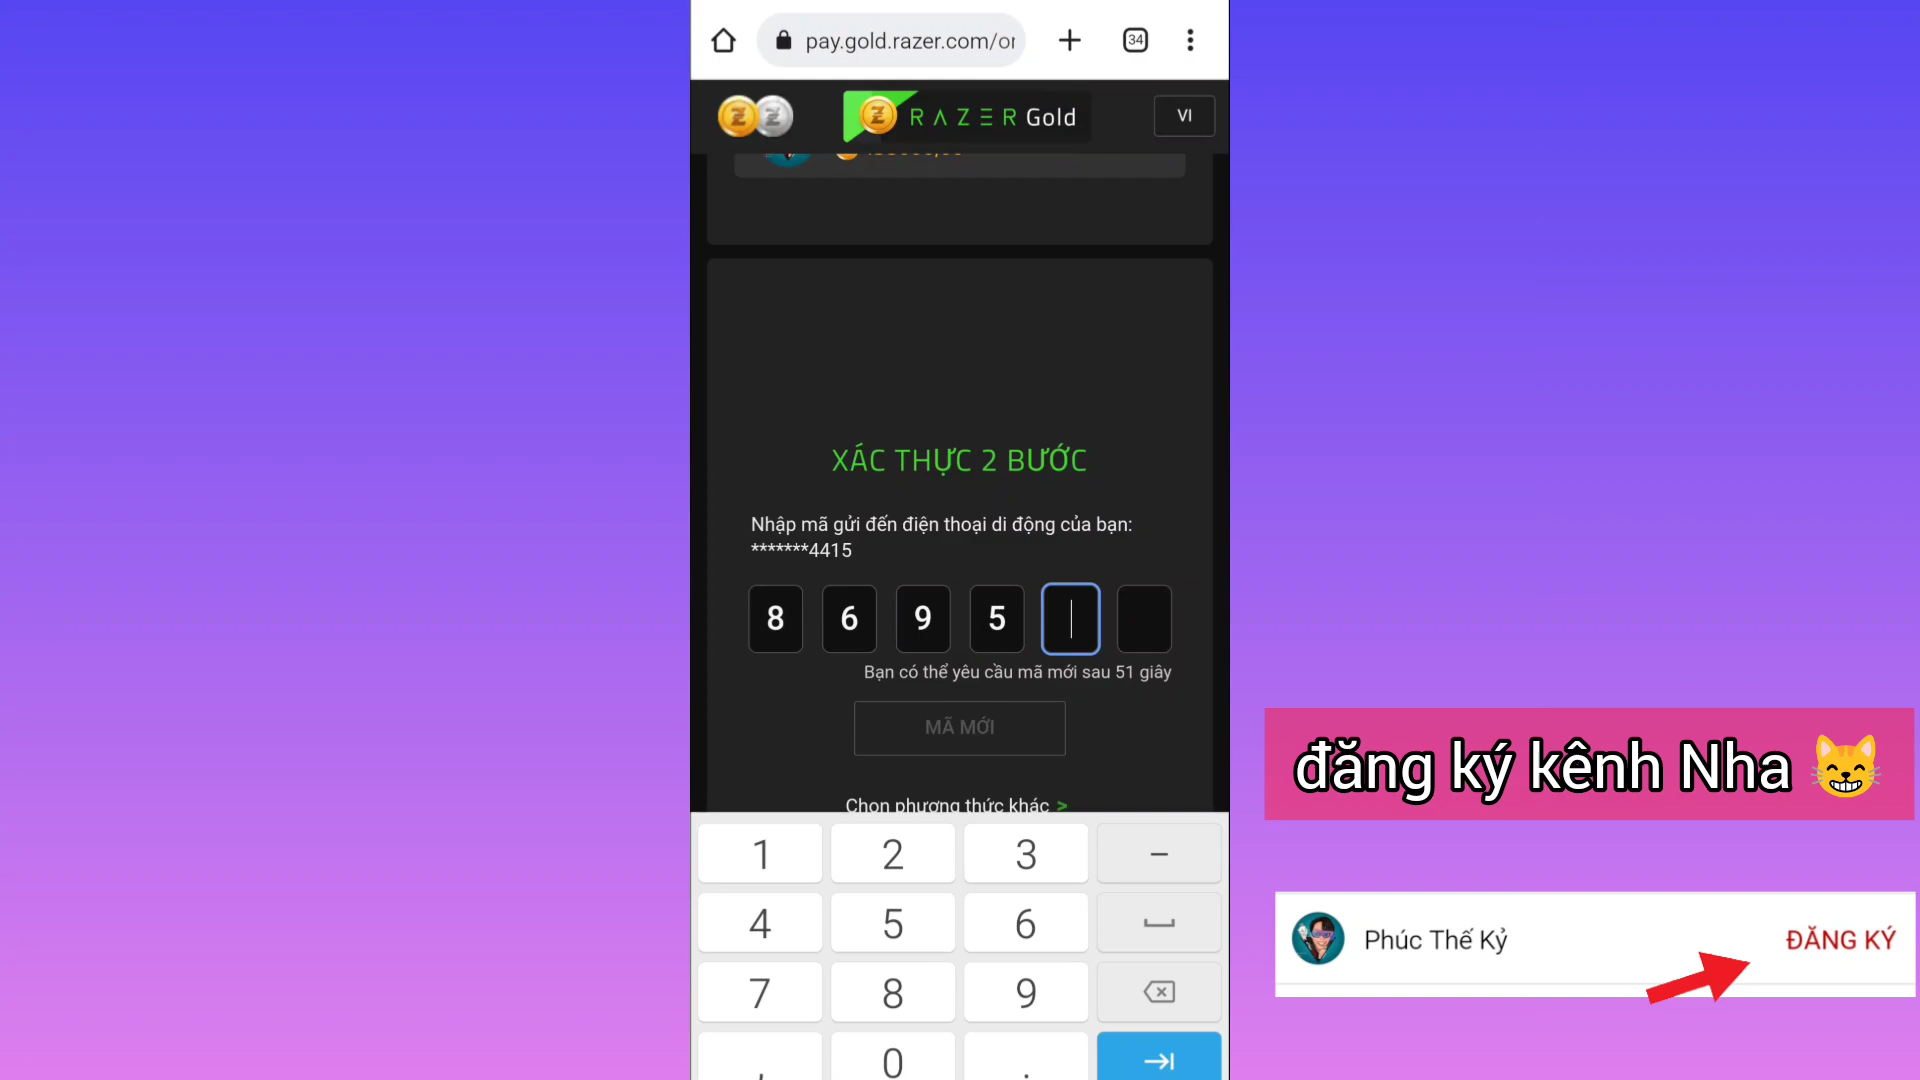 pay.gold.razer.com/or
34
RAZER Gold
VI
XÁC THỰC 2 BƯỚC
Nhập mã gửi đến điện thoại di động của bạn:
*******4415
8 6 9 5
Bạn có thể yêu cầu mã mới sau 51 giây
MÃ MỚI
Chọn phương thức khác >
1 2 3 –
4 5 6
7 8 9
0
đăng ký kênh Nha 😸
Phúc Thế Kỷ
ĐĂNG KÝ